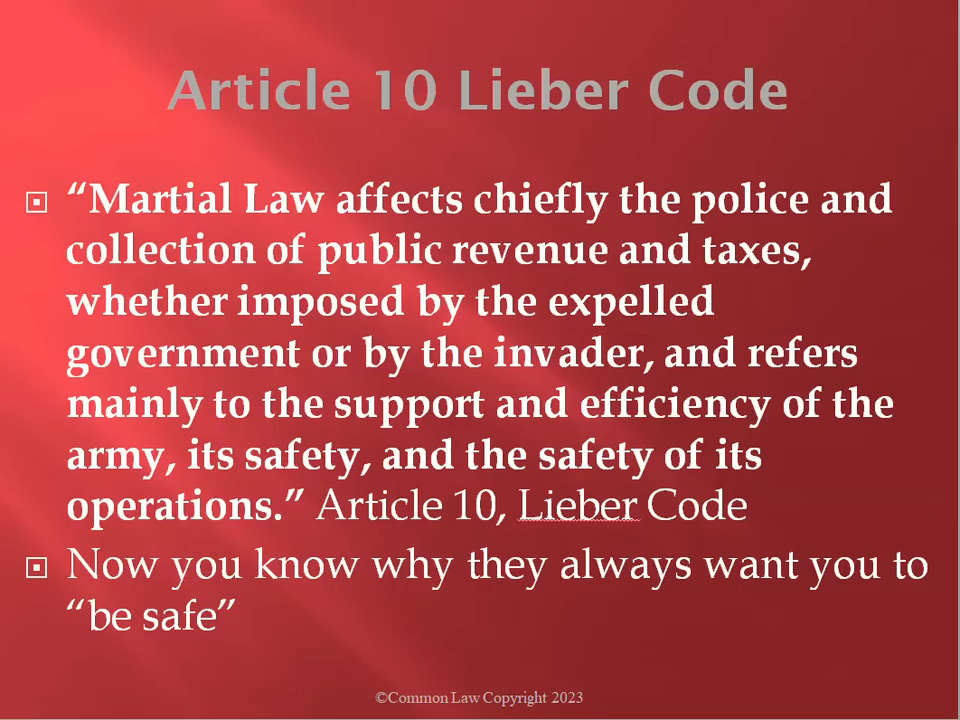 Article 10 Lieber Code
“Martial Law affects chiefly the police and
collection of public revenue and taxes,
whether imposed by the expelled
government or by the invader, and refers
mainly to the support and efficiency of the
army, its safety, and the safety of its
operations.” Article 10, Lieber Code
Now you know why they always want you to
“be safe”
©Common Law Copyright 2023